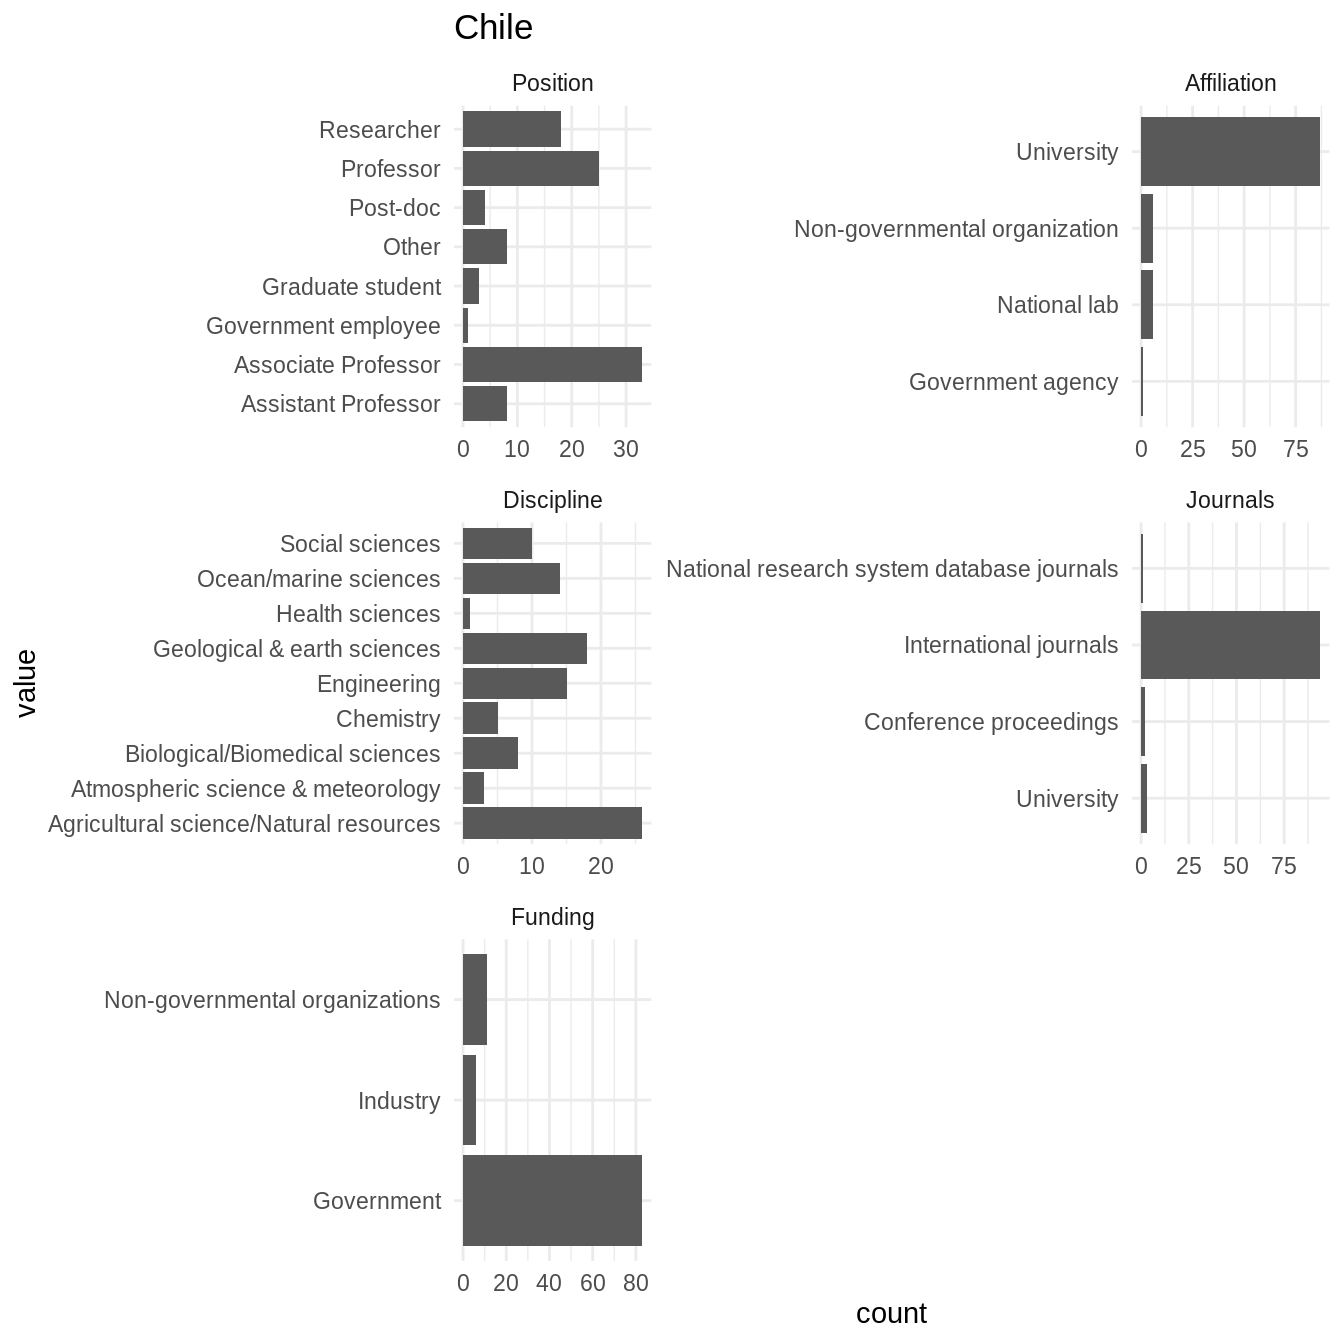 Chile
Position
Researcher
Professor
Post-doc
Other
Graduate student
Government employee
Associate Professor
Assistant Professor
0 10 20 30
Affiliation
University
Non-governmental organization
National lab
Government agency
0 25 50 75
Discipline
Social sciences
Ocean/marine sciences
Health sciences
Geological & earth sciences
Engineering
Chemistry
Biological/Biomedical sciences
Atmospheric science & meteorology
Agricultural science/Natural resources
0 10 20
Journals
National research system database journals
International journals
Conference proceedings
University
0 25 50 75
Funding
Non-governmental organizations
Industry
Government
0 20 40 60 80
value
count